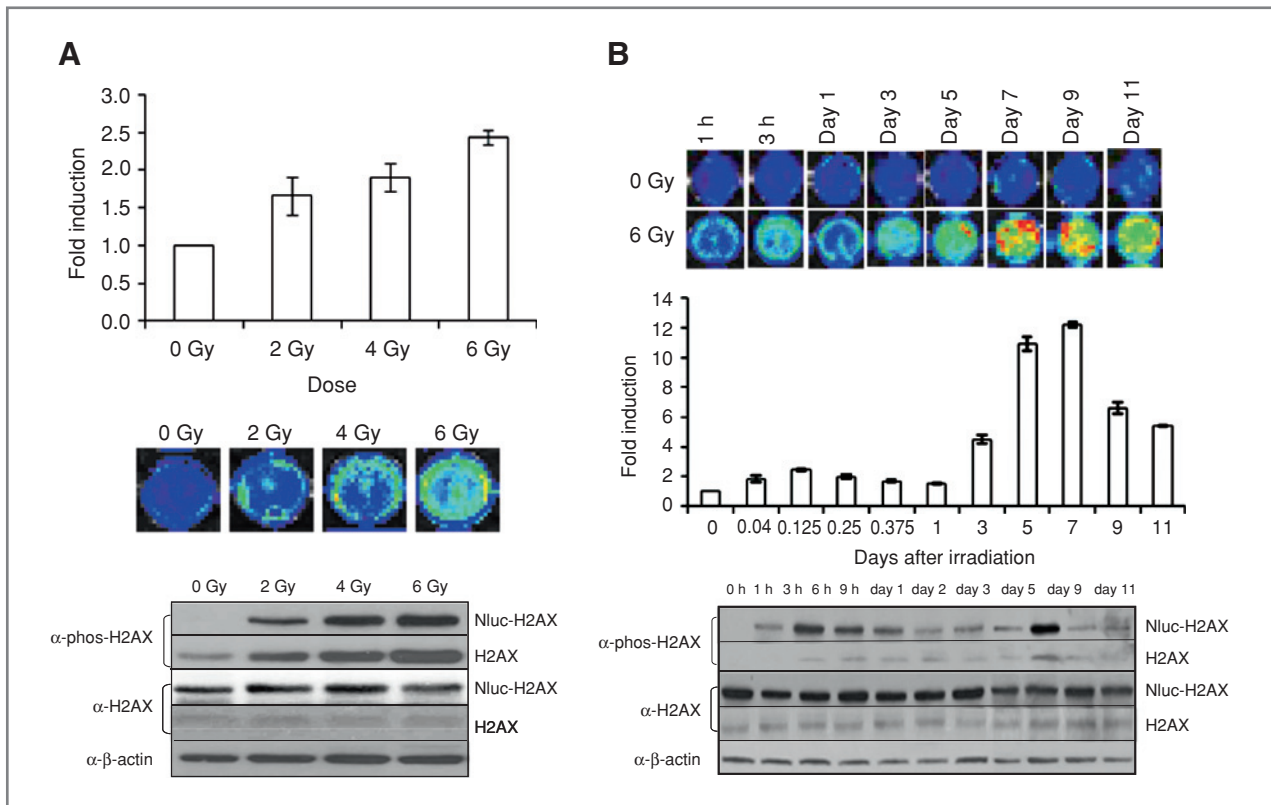 A
3.0
2.5
2.0
1.5
1.0
0.5
0.0
Fold induction
0 Gy 2 Gy 4 Gy 6 Gy
Dose
0 Gy 2 Gy 4 Gy 6 Gy
0 Gy 2 Gy 4 Gy 6 Gy
α-phos-H2AX
Nluc-H2AX
H2AX
α-H2AX
Nluc-H2AX
H2AX
α-β-actin
B
1 h 3 h Day 1 Day 3 Day 5 Day 7 Day 9 Day 11
0 Gy
6 Gy
14
12
10
8
6
4
2
0
Fold induction
0 0.04 0.125 0.25 0.375 1 3 5 7 9 11
Days after irradiation
0 h 1 h 3 h 6 h 9 h day 1 day 2 day 3 day 5 day 9 day 11
α-phos-H2AX
Nluc-H2AX
H2AX
α-H2AX
Nluc-H2AX
H2AX
α-β-actin